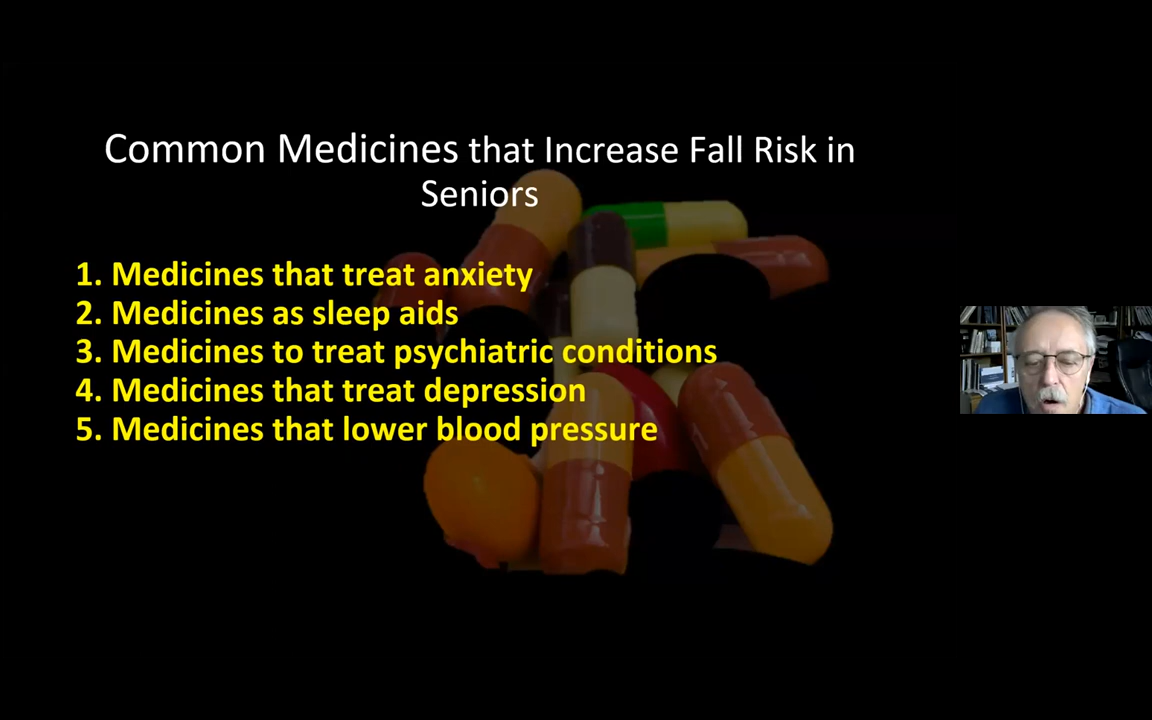 Common Medicines that Increase Fall Risk in
Seniors
1. Medicines that treat anxiety
2. Medicines as sleep aids
3. Medicines to treat psychiatric conditions
4. Medicines that treat depression
5. Medicines that lower blood pressure